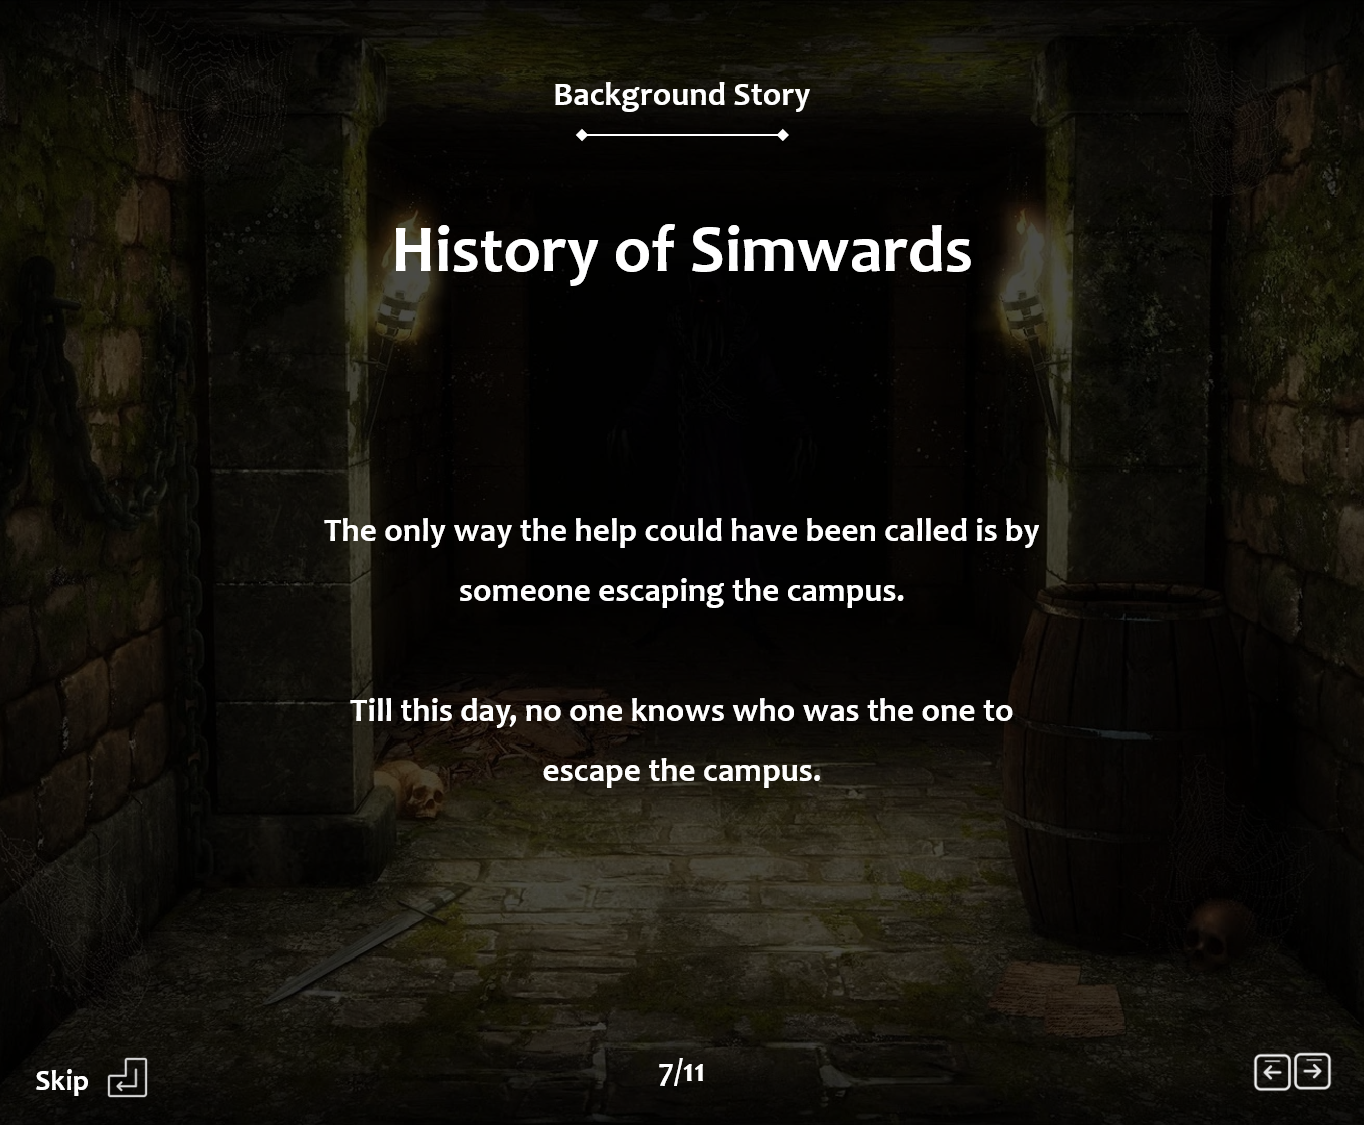 Background Story
History of Simwards
The only way the help could have been called is by
someone escaping the campus.
Till this day, no one knows who was the one to
escape the campus.
Skip
7/11